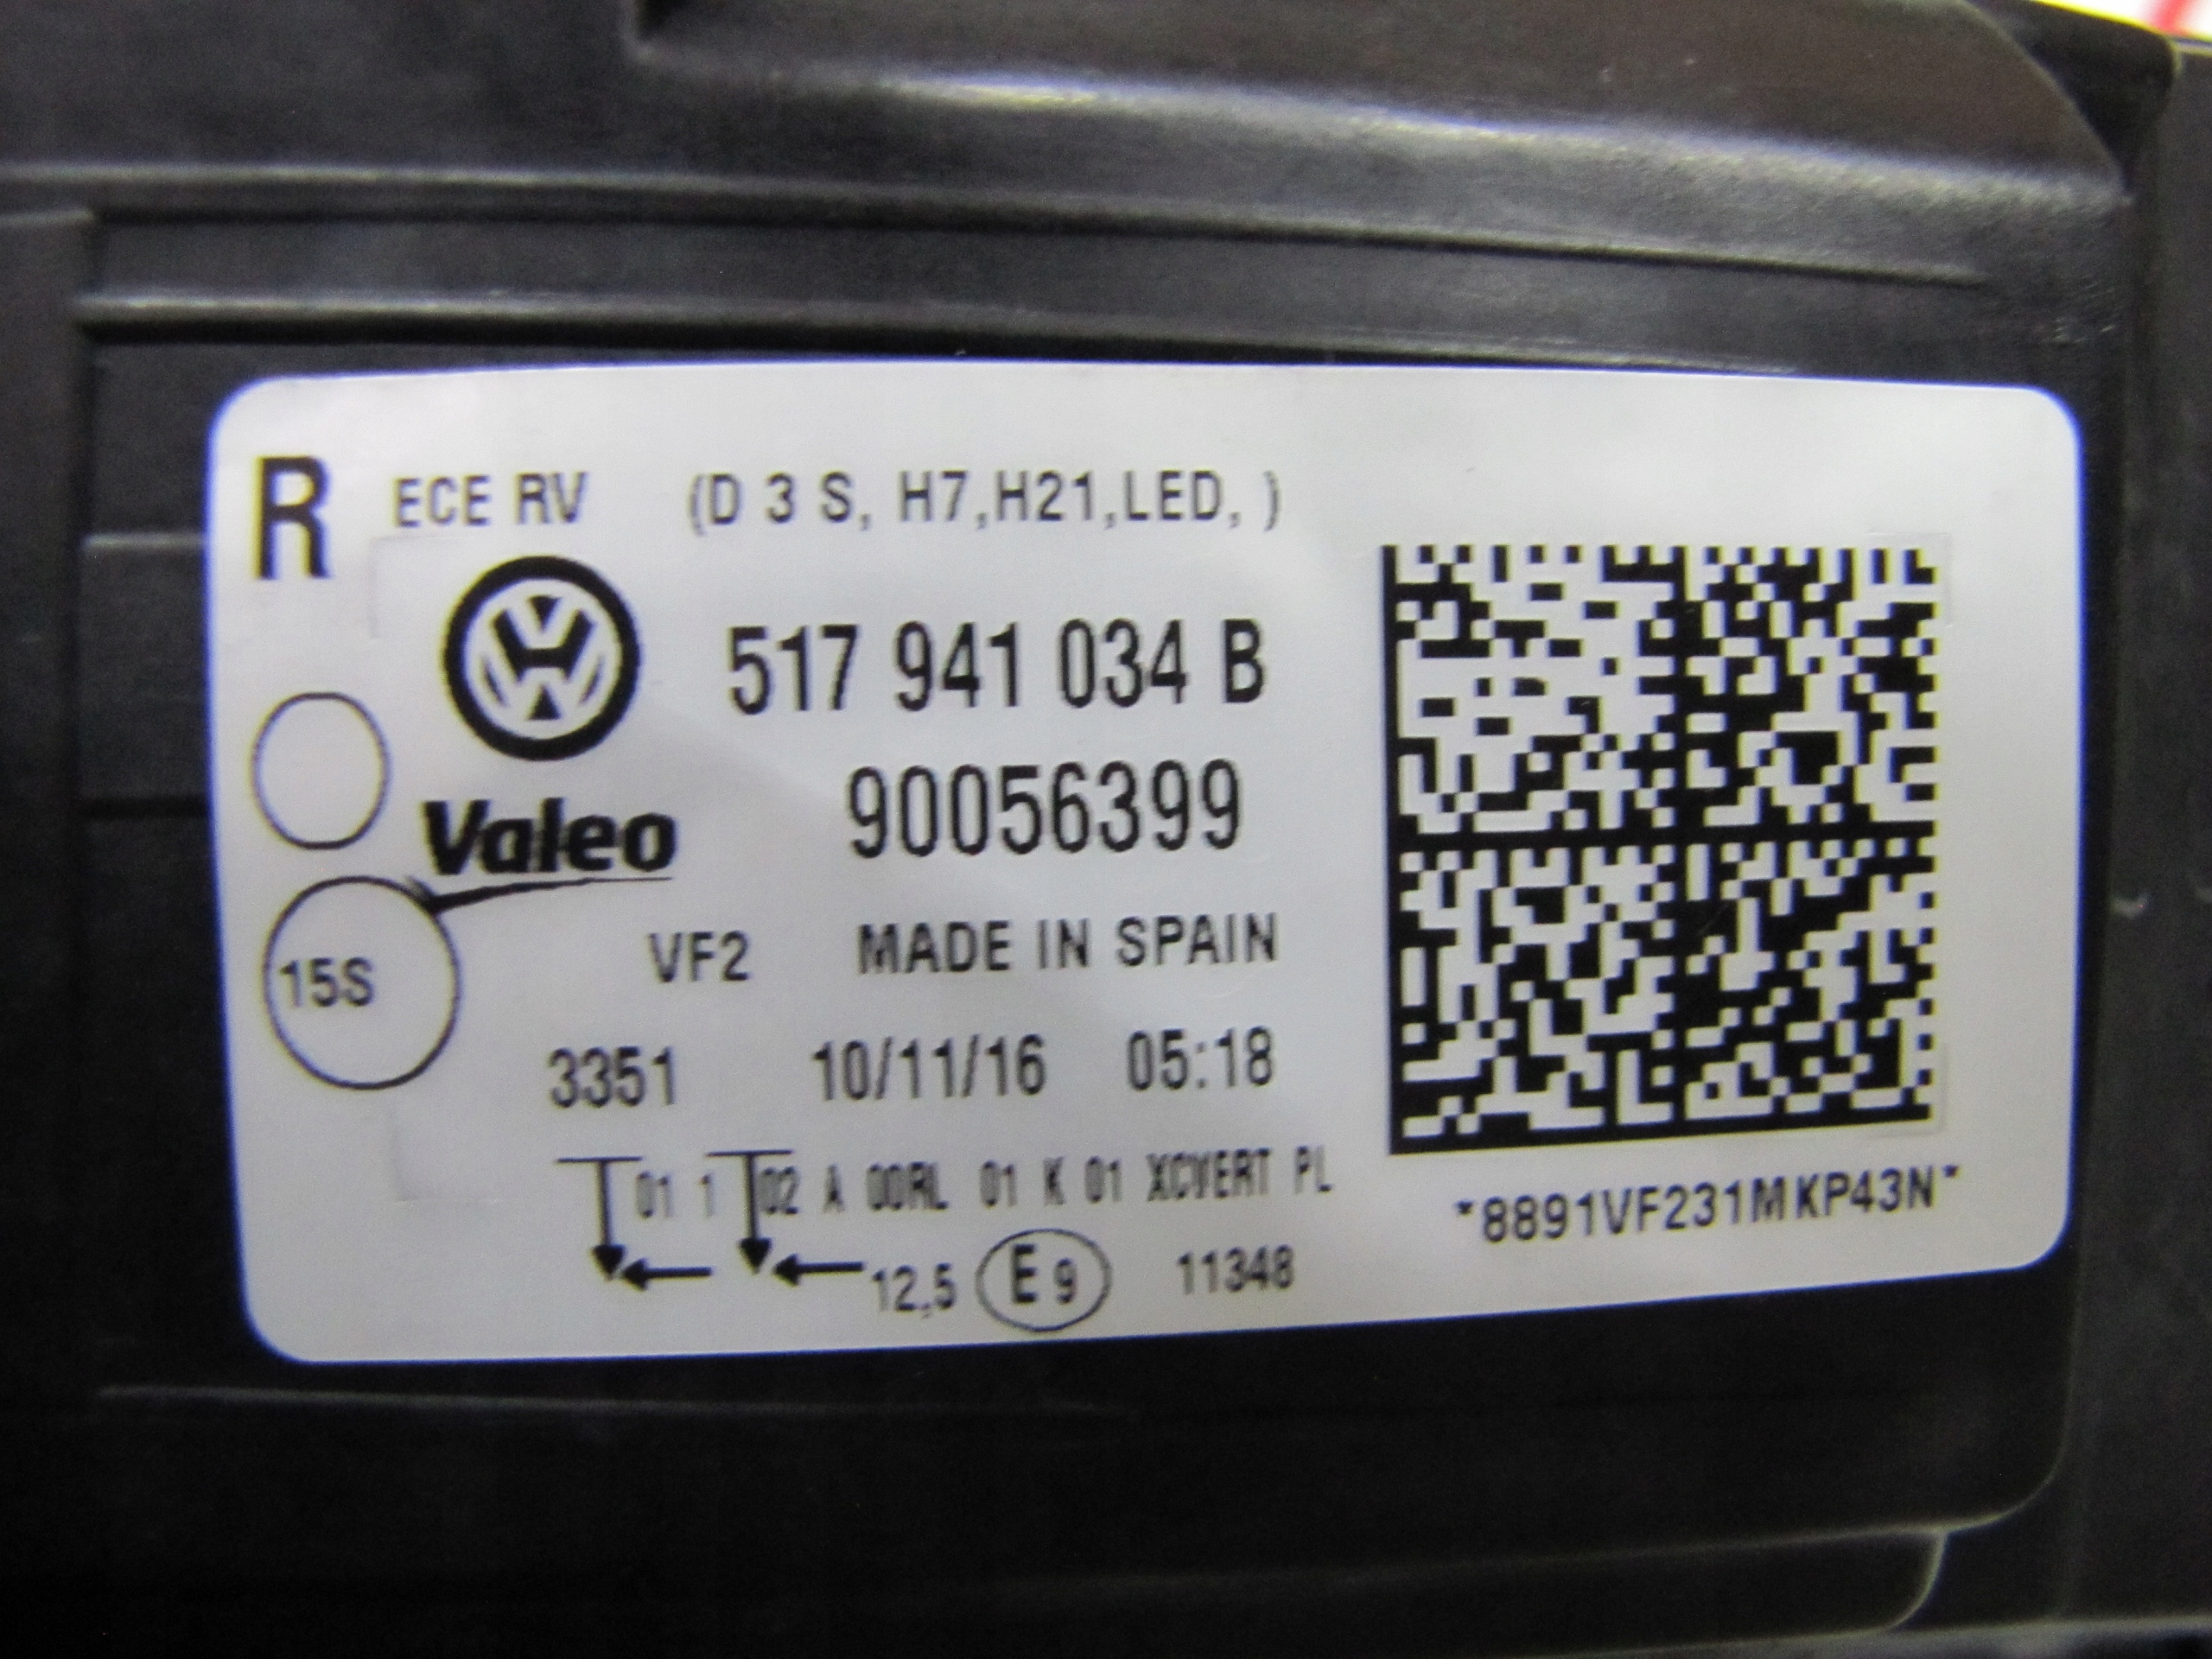 R ECE RV (D 3 S, H7,H21,LED, )
517 941 034 B
Valeo 90056399
15S VF2 MADE IN SPAIN
3351 10/11/16 05:18
01 1 02 A 00RL 01 K 01 XCVERT PL
12,5 E 9 11348
*8891VF231MKP43N*